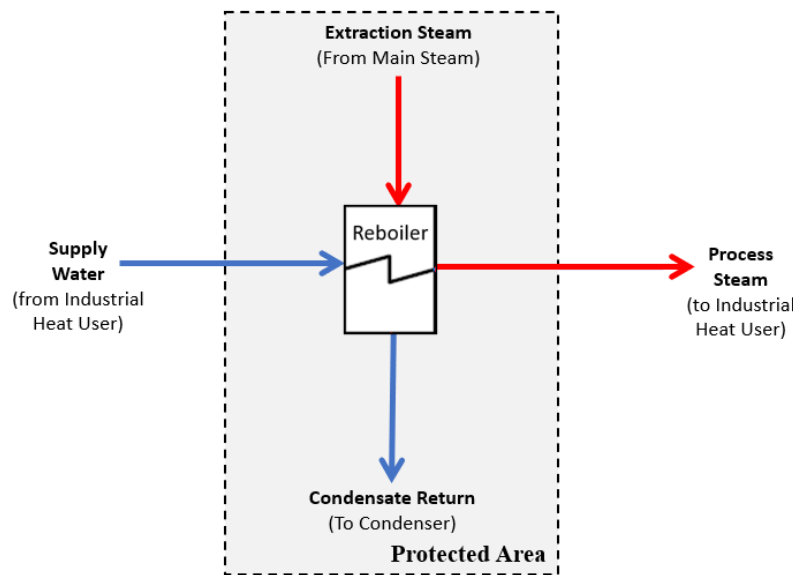 Extraction Steam
(From Main Steam)
Reboiler
Supply
Water
(from Industrial
Heat User)
Process
Steam
(to Industrial
Heat User)
Condensate Return
(To Condenser)
Protected Area